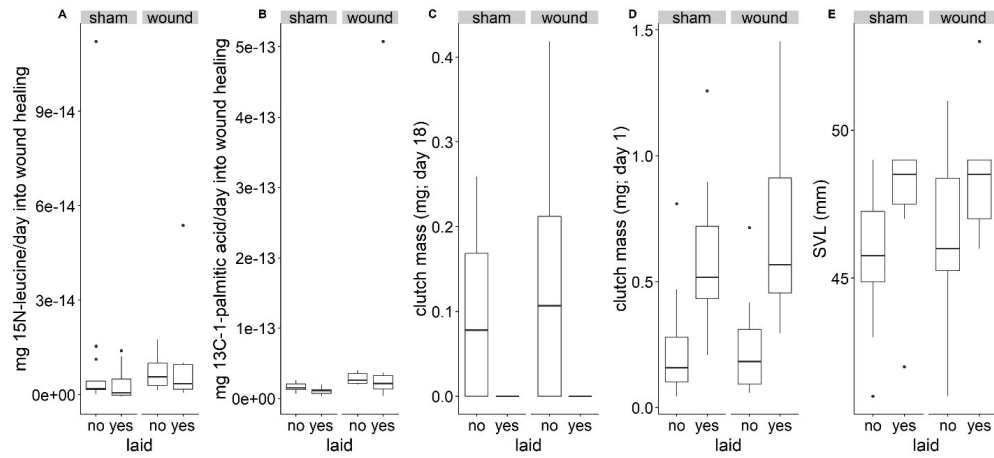 A
sham wound
mg 15N-leucine/day into wound healing
9e-14
6e-14
3e-14
0e+00
no yes no yes
laid
B
sham wound
mg 13C-1-palmitic acid/day into wound healing
5e-13
4e-13
3e-13
2e-13
1e-13
0e+00
no yes no yes
laid
C
sham wound
clutch mass (mg; day 18)
0.4
0.3
0.2
0.1
0.0
no yes no yes
laid
D
sham wound
clutch mass (mg; day 1)
1.5
1.0
0.5
0.0
no yes no yes
laid
E
sham wound
SVL (mm)
50
45
no yes no yes
laid